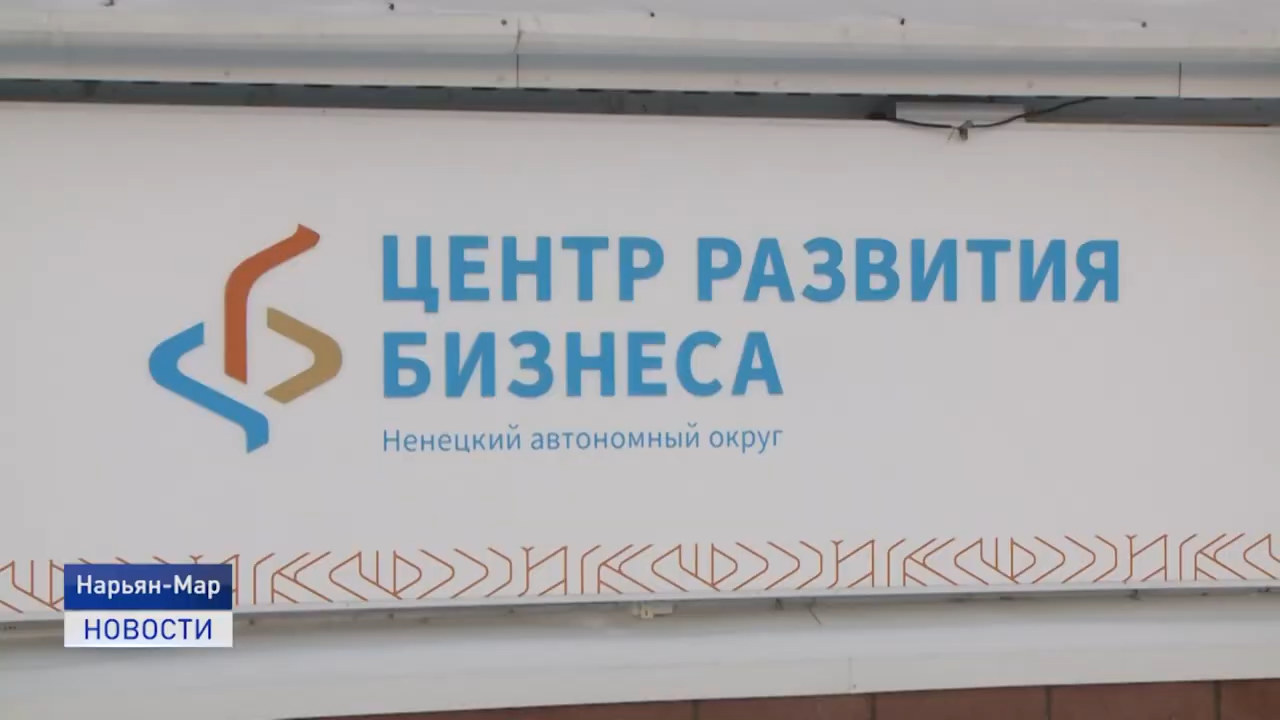 ЦЕНТР РАЗВИТИЯ
БИЗНЕСА
Ненецкий автономный округ
Нарьян-Мар
НОВОСТИ